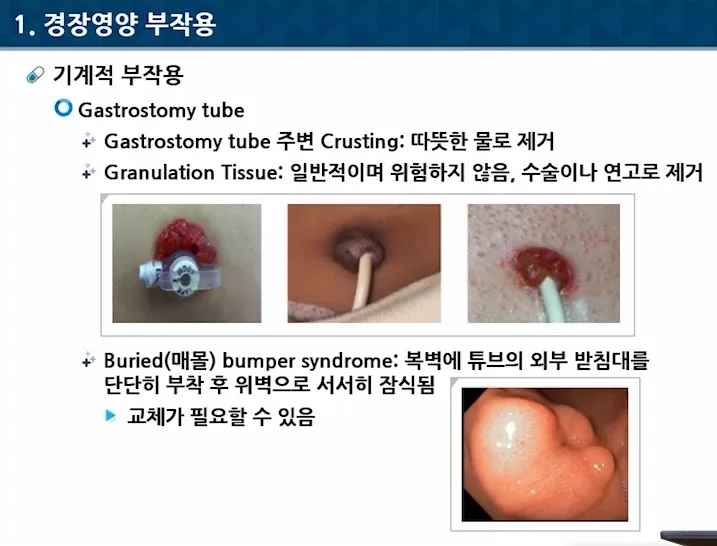 1. 경장영양 부작용
기계적 부작용
Gastrostomy tube
Gastrostomy tube 주변 Crusting: 따뜻한 물로 제거
Granulation Tissue: 일반적이며 위험하지 않음, 수술이나 연고로 제거
Buried(매몰) bumper syndrome: 복벽에 튜브의 외부 받침대를
단단히 부착 후 위벽으로 서서히 잠식됨
교체가 필요할 수 있음